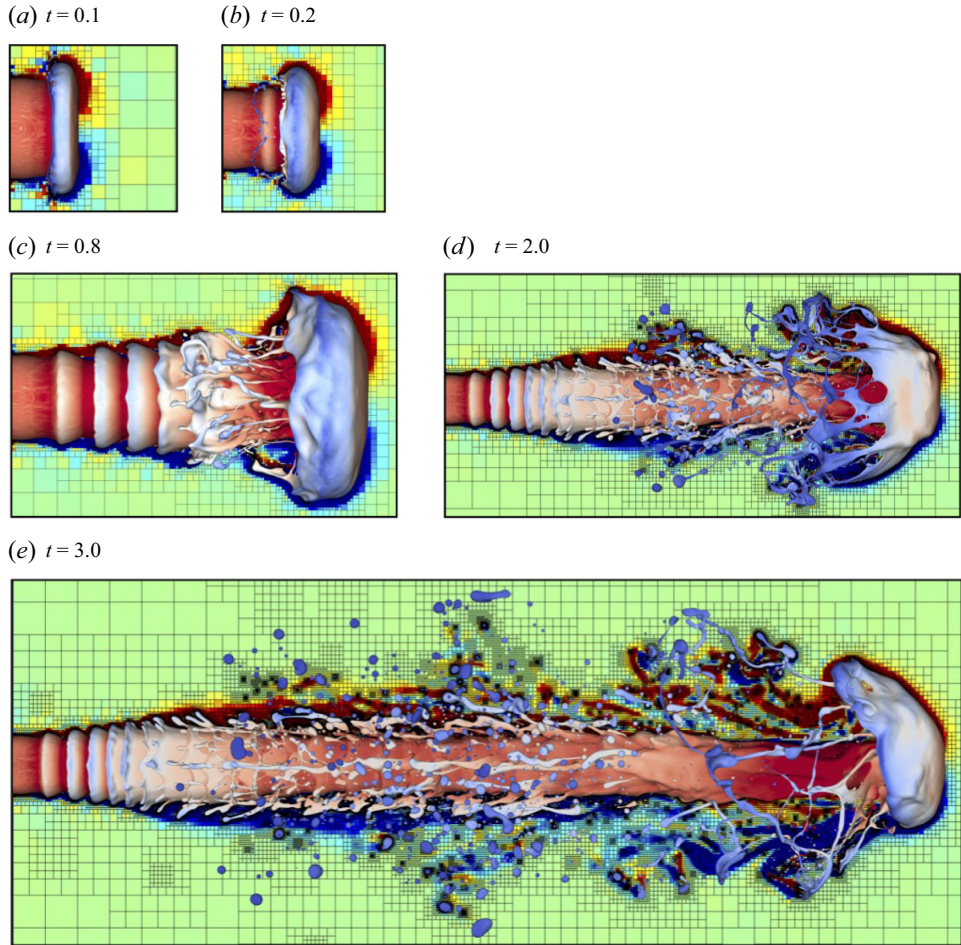 (a) t = 0.1
(b) t = 0.2
(c) t = 0.8
(d) t = 2.0
(e) t = 3.0